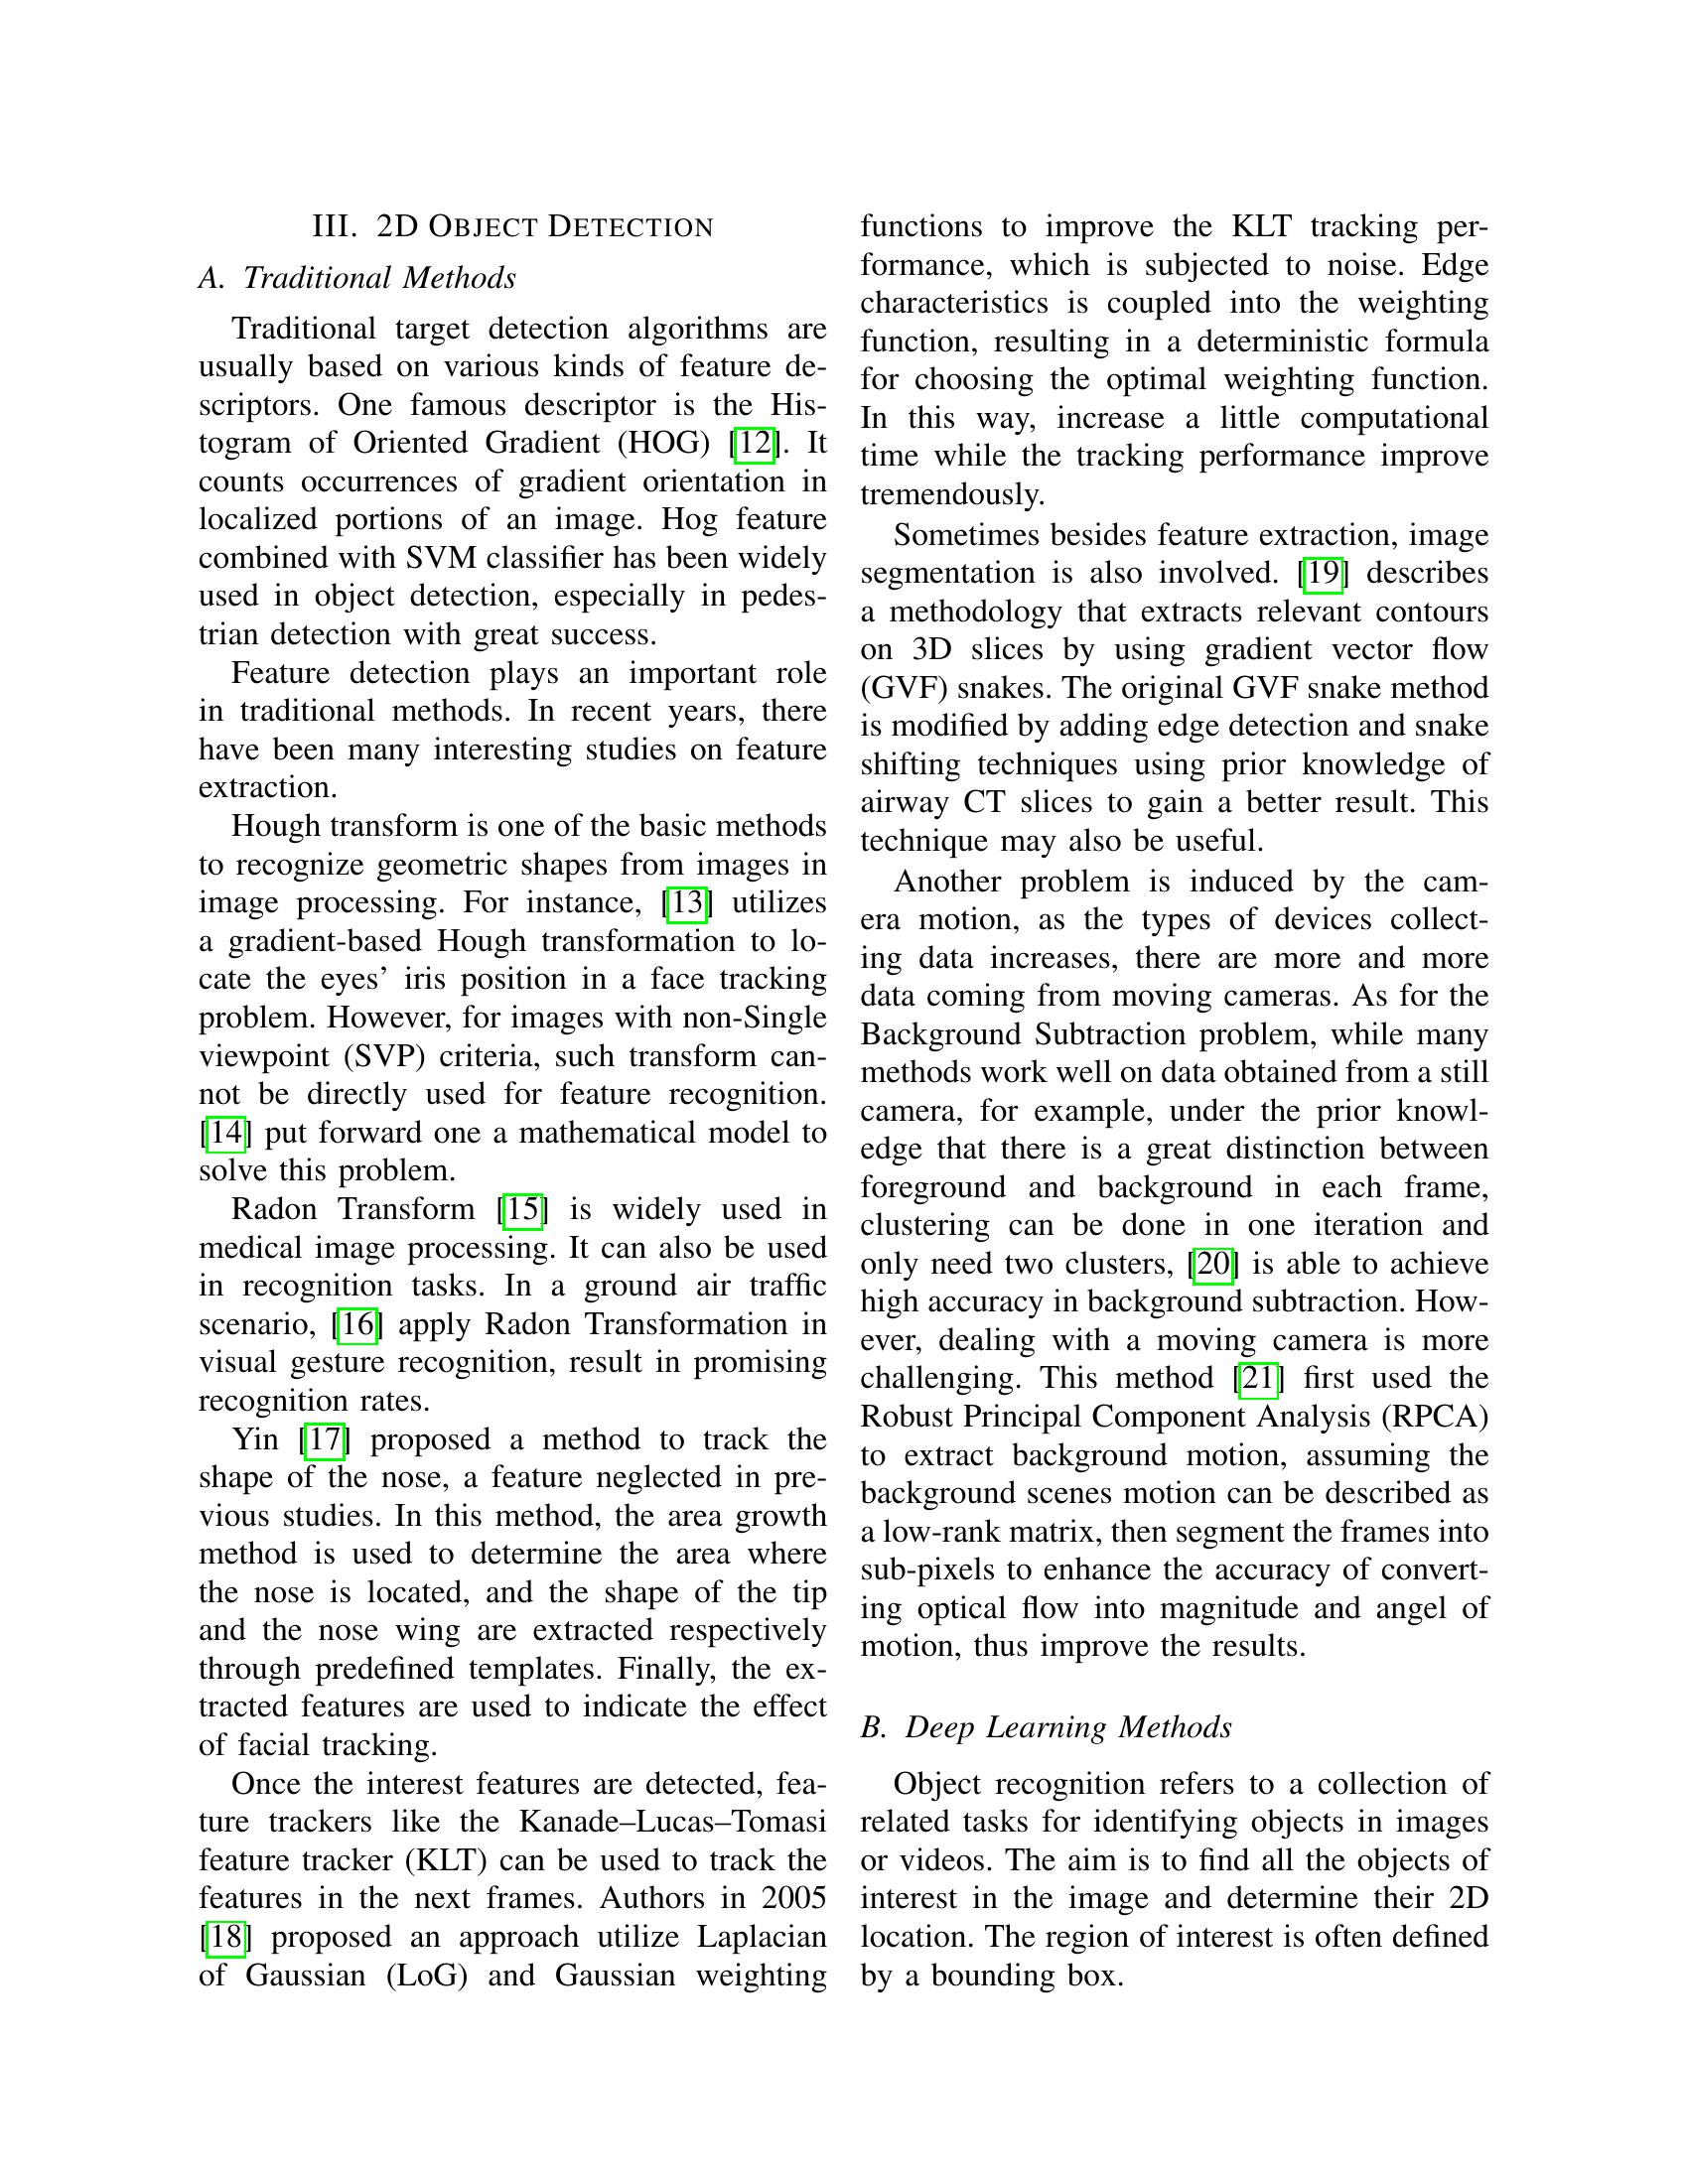 III. 2D OBJECT DETECTION
A. Traditional Methods
Traditional target detection algorithms are
usually based on various kinds of feature de-
scriptors. One famous descriptor is the His-
togram of Oriented Gradient (HOG) [12]. It
counts occurrences of gradient orientation in
localized portions of an image. Hog feature
combined with SVM classifier has been widely
used in object detection, especially in pedes-
trian detection with great success.
Feature detection plays an important role
in traditional methods. In recent years, there
have been many interesting studies on feature
extraction.
Hough transform is one of the basic methods
to recognize geometric shapes from images in
image processing. For instance, [13] utilizes
a gradient-based Hough transformation to lo-
cate the eyes’ iris position in a face tracking
problem. However, for images with non-Single
viewpoint (SVP) criteria, such transform can-
not be directly used for feature recognition.
[14] put forward one a mathematical model to
solve this problem.
Radon Transform [15] is widely used in
medical image processing. It can also be used
in recognition tasks. In a ground air traffic
scenario, [16] apply Radon Transformation in
visual gesture recognition, result in promising
recognition rates.
Yin [17] proposed a method to track the
shape of the nose, a feature neglected in pre-
vious studies. In this method, the area growth
method is used to determine the area where
the nose is located, and the shape of the tip
and the nose wing are extracted respectively
through predefined templates. Finally, the ex-
tracted features are used to indicate the effect
of facial tracking.
Once the interest features are detected, fea-
ture trackers like the Kanade–Lucas–Tomasi
feature tracker (KLT) can be used to track the
features in the next frames. Authors in 2005
[18] proposed an approach utilize Laplacian
of Gaussian (LoG) and Gaussian weighting
functions to improve the KLT tracking per-
formance, which is subjected to noise. Edge
characteristics is coupled into the weighting
function, resulting in a deterministic formula
for choosing the optimal weighting function.
In this way, increase a little computational
time while the tracking performance improve
tremendously.
Sometimes besides feature extraction, image
segmentation is also involved. [19] describes
a methodology that extracts relevant contours
on 3D slices by using gradient vector flow
(GVF) snakes. The original GVF snake method
is modified by adding edge detection and snake
shifting techniques using prior knowledge of
airway CT slices to gain a better result. This
technique may also be useful.
Another problem is induced by the cam-
era motion, as the types of devices collect-
ing data increases, there are more and more
data coming from moving cameras. As for the
Background Subtraction problem, while many
methods work well on data obtained from a still
camera, for example, under the prior knowl-
edge that there is a great distinction between
foreground and background in each frame,
clustering can be done in one iteration and
only need two clusters, [20] is able to achieve
high accuracy in background subtraction. How-
ever, dealing with a moving camera is more
challenging. This method [21] first used the
Robust Principal Component Analysis (RPCA)
to extract background motion, assuming the
background scenes motion can be described as
a low-rank matrix, then segment the frames into
sub-pixels to enhance the accuracy of convert-
ing optical flow into magnitude and angel of
motion, thus improve the results.
B. Deep Learning Methods
Object recognition refers to a collection of
related tasks for identifying objects in images
or videos. The aim is to find all the objects of
interest in the image and determine their 2D
location. The region of interest is often defined
by a bounding box.